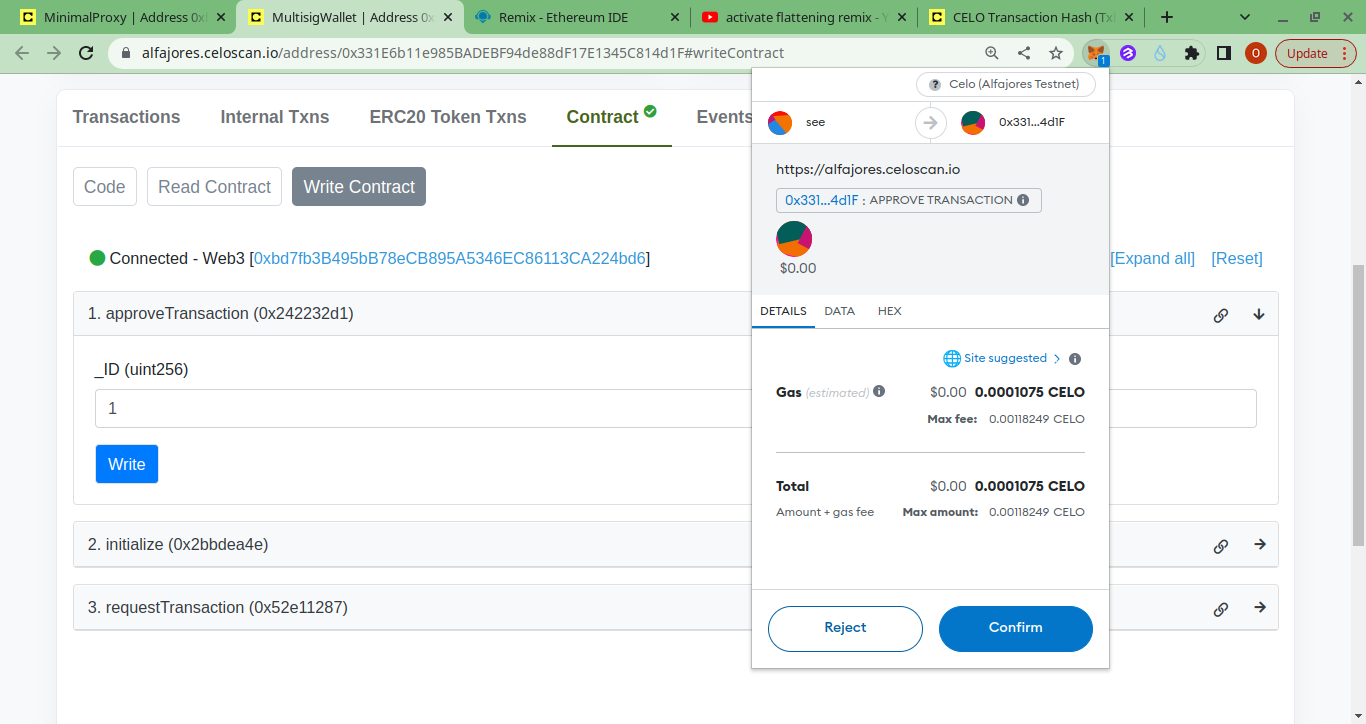 MinimalProxy | Address 0x
MultisigWallet | Address 0x
Remix - Ethereum IDE
activate flattening remix - Y
CELO Transaction Hash (Tx
alfajores.celoscan.io/address/0x331E6b11e985BADEBF94de88dF17E1345C814d1F#writeContract
1
O
Update
Transactions
Internal Txns
ERC20 Token Txns
Contract
Events
Code
Read Contract
Write Contract
Connected - Web3 [0xbd7fb3B495bB78eCB895A5346EC86113CA224bd6]
[Expand all]
[Reset]
1. approveTransaction (0x242232d1)
_ID (uint256)
1
Write
2. initialize (0x2bbdea4e)
3. requestTransaction (0x52e11287)
Celo (Alfajores Testnet)
see
0x331...4d1F
https://alfajores.celoscan.io
0x331...4d1F : APPROVE TRANSACTION
$0.00
DETAILS
DATA
HEX
Site suggested >
Gas (estimated)
$0.00 0.0001075 CELO
Max fee: 0.00118249 CELO
Total
$0.00 0.0001075 CELO
Amount + gas fee
Max amount: 0.00118249 CELO
Reject
Confirm